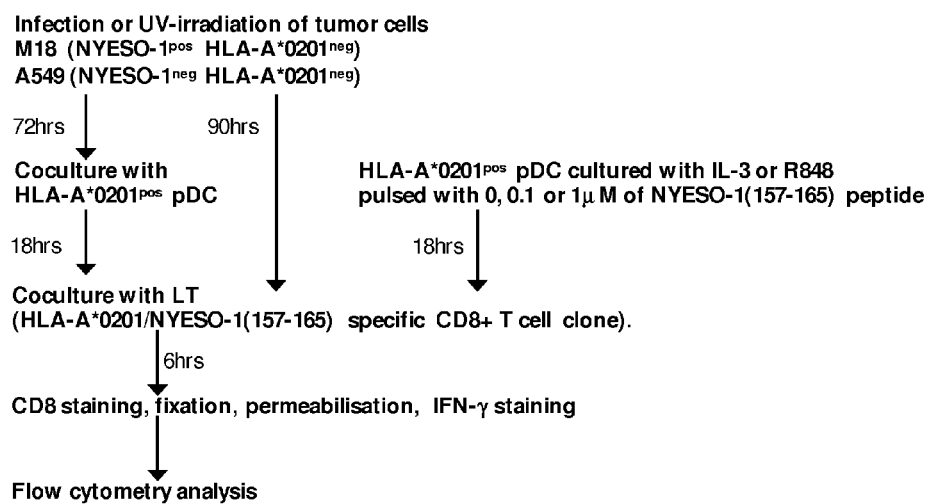 Infection or UV-irradiation of tumor cells
M18 (NYESO-1pos HLA-A*0201neg)
A549 (NYESO-1neg HLA-A*0201neg)
72hrs
90hrs
Coculture with
HLA-A*0201pos pDC
HLA-A*0201pos pDC cultured with IL-3 or R848
pulsed with 0, 0.1 or 1µ M of NYESO-1(157-165) peptide
18hrs
18hrs
Coculture with LT
(HLA-A*0201/NYESO-1(157-165) specific CD8+ T cell clone).
6hrs
CD8 staining, fixation, permeabilisation, IFN-γ staining
Flow cytometry analysis